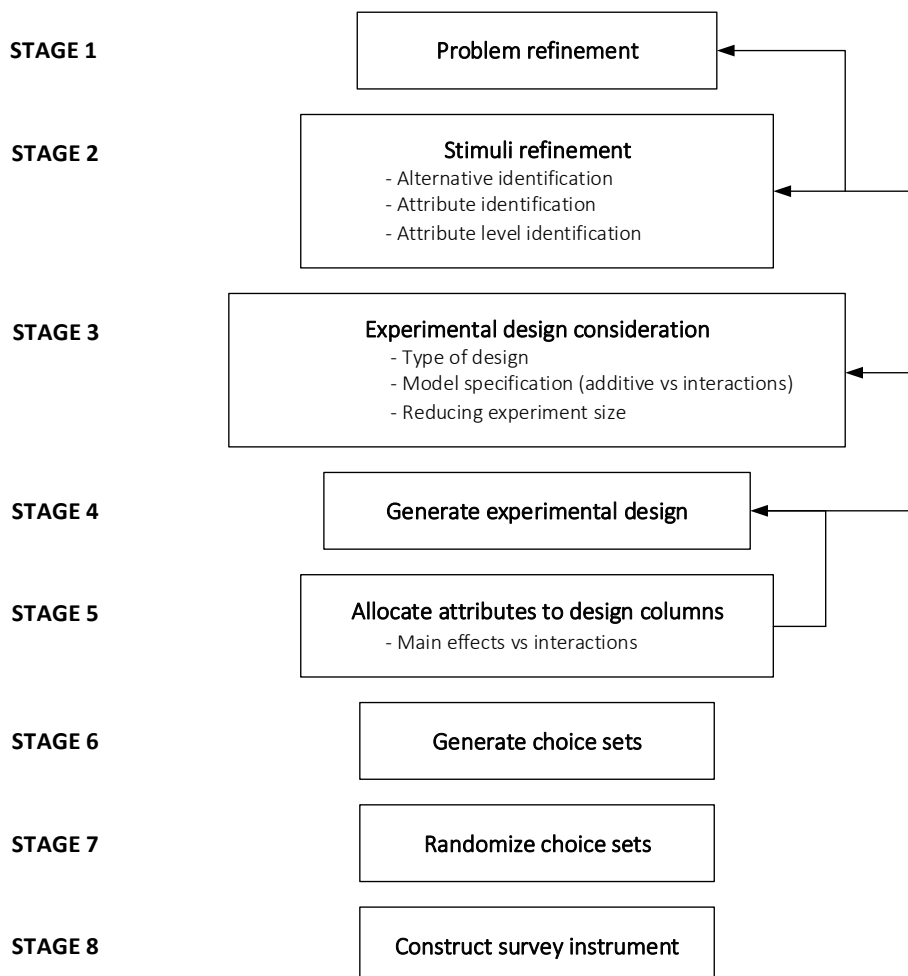 STAGE 1
Problem refinement
STAGE 2
Stimuli refinement
- Alternative identification
- Attribute identification
- Attribute level identification
STAGE 3
Experimental design consideration
- Type of design
- Model specification (additive vs interactions)
- Reducing experiment size
STAGE 4
Generate experimental design
STAGE 5
Allocate attributes to design columns
- Main effects vs interactions
STAGE 6
Generate choice sets
STAGE 7
Randomize choice sets
STAGE 8
Construct survey instrument